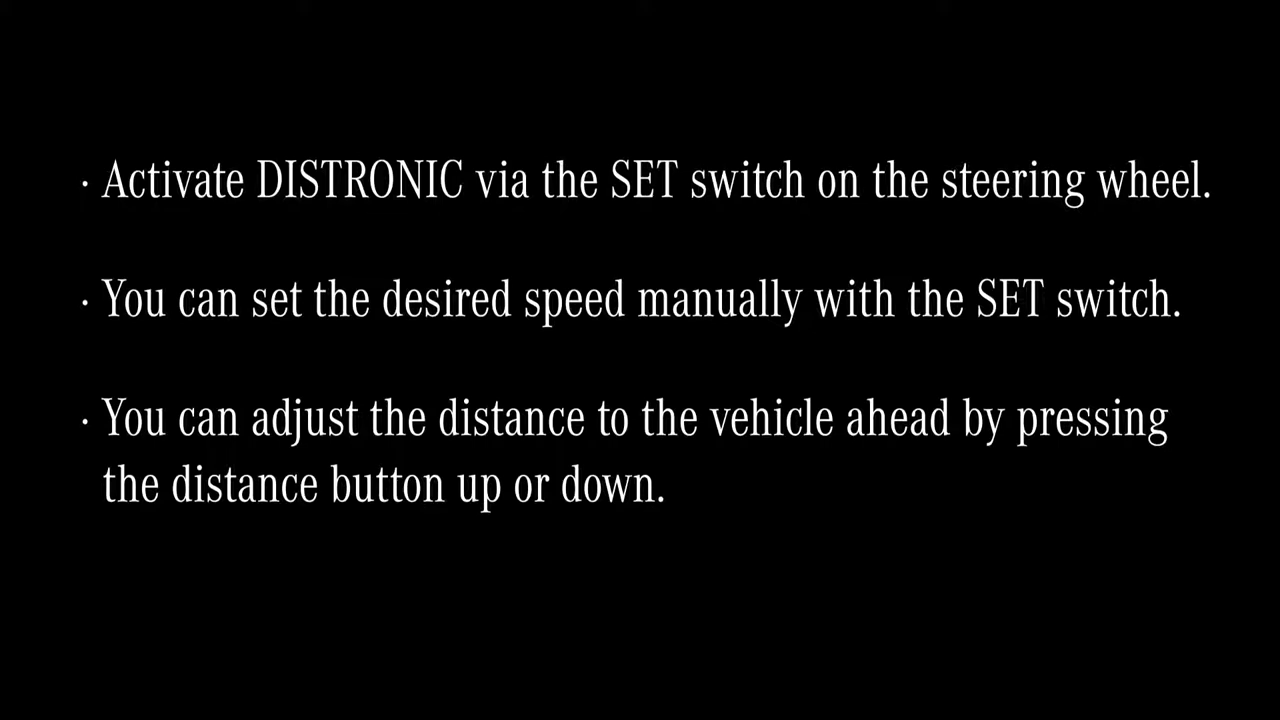 · Activate DISTRONIC via the SET switch on the steering wheel.
· You can set the desired speed manually with the SET switch.
· You can adjust the distance to the vehicle ahead by pressing
the distance button up or down.